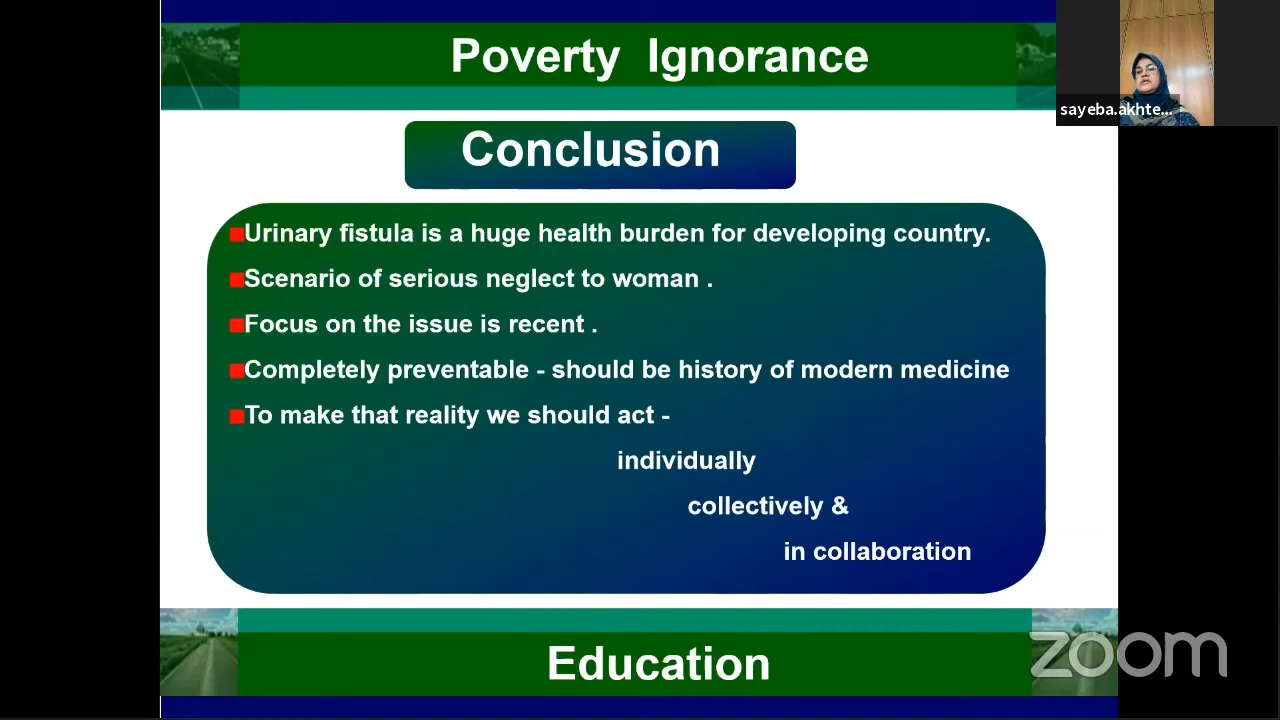 Poverty Ignorance
sayeba.akhte...
Conclusion
Urinary fistula is a huge health burden for developing country.
Scenario of serious neglect to woman .
Focus on the issue is recent .
Completely preventable - should be history of modern medicine
To make that reality we should act -
individually
collectively &
in collaboration
zoom
Education